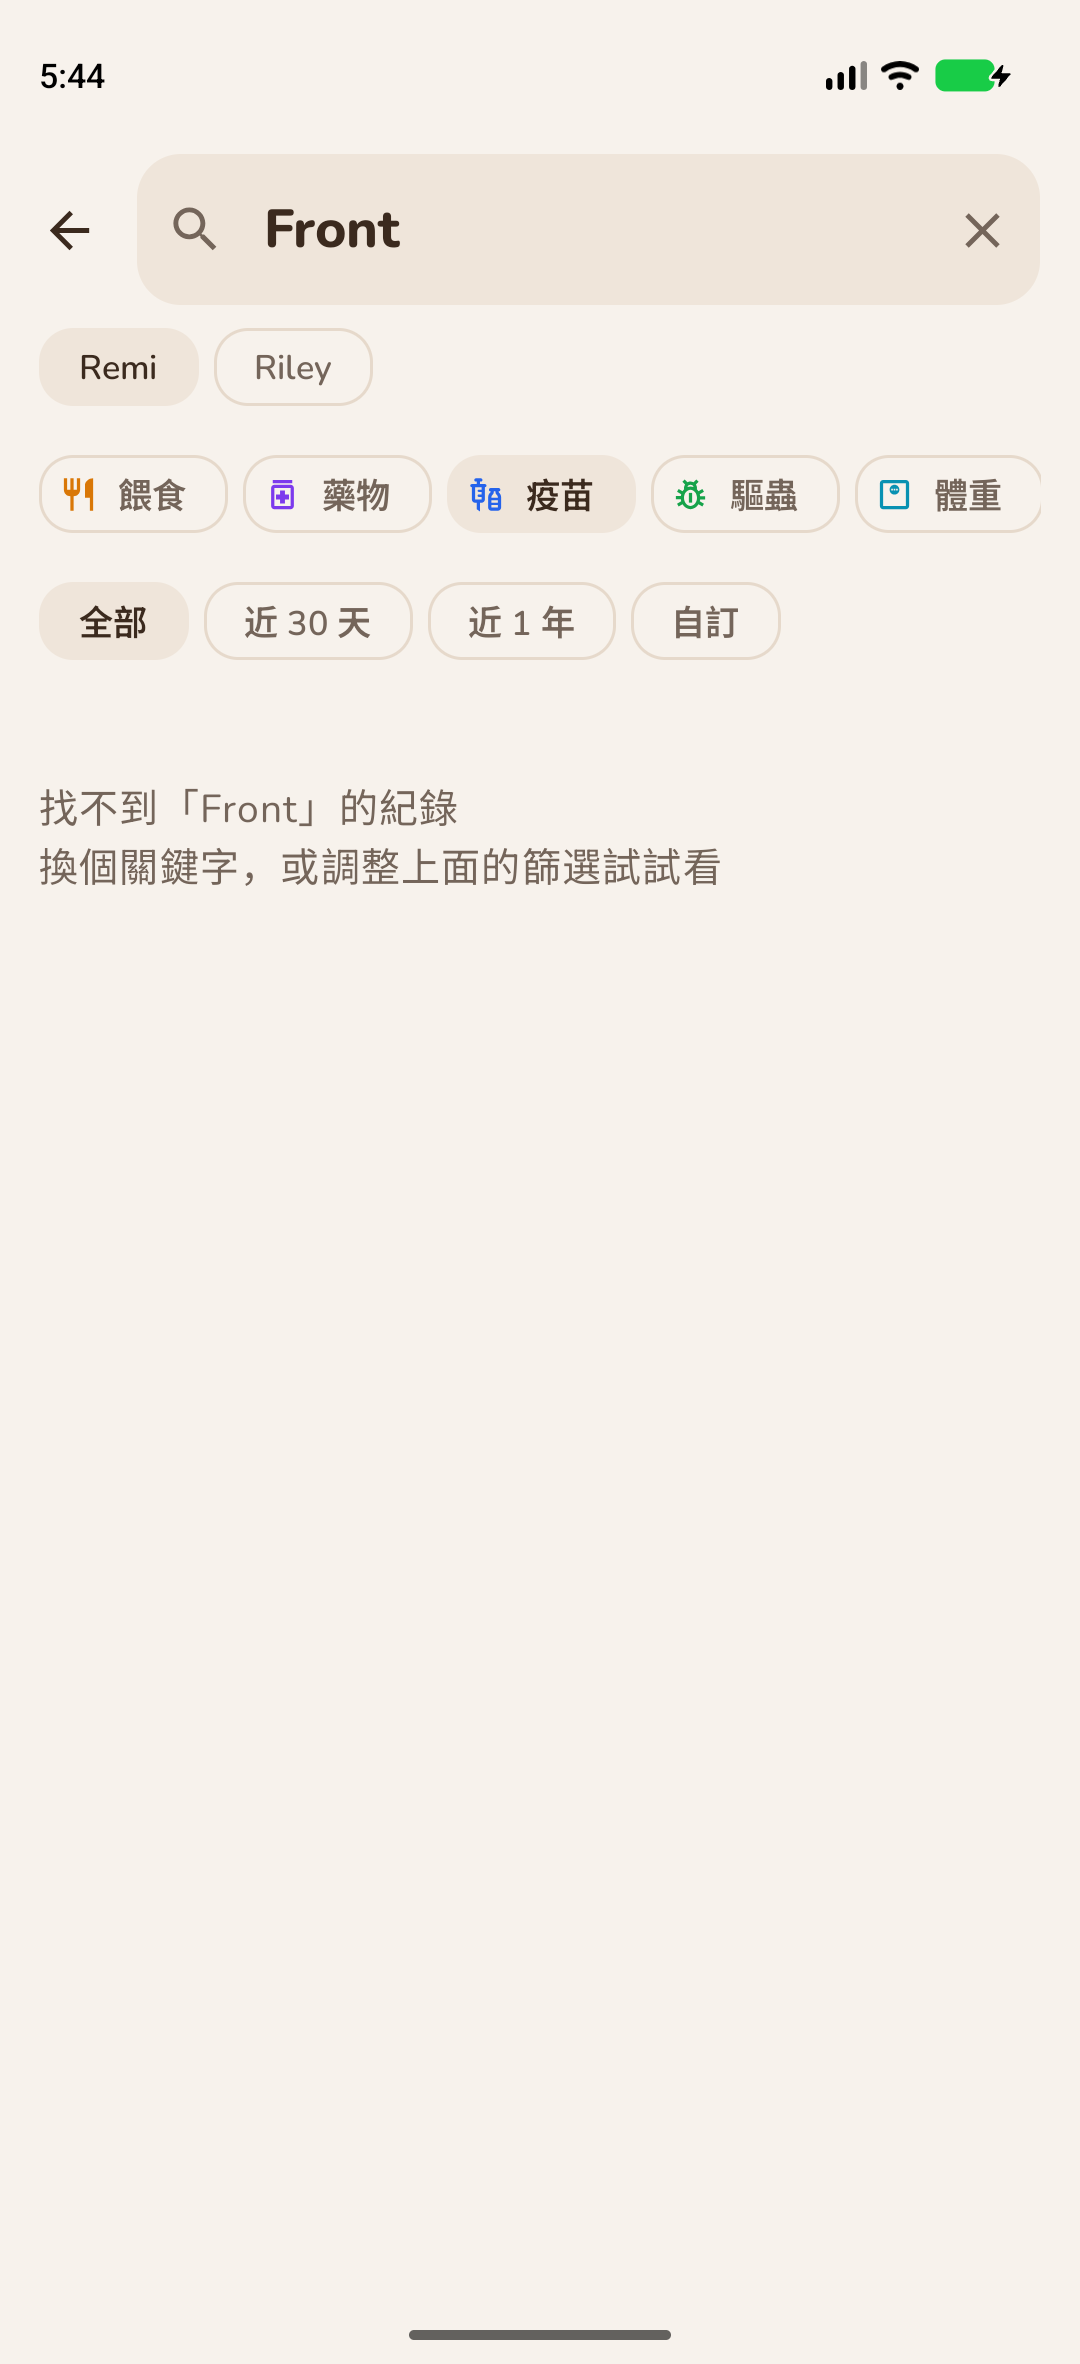 5:44
Front
Remi Riley
餵食 藥物 疫苗 驅蟲 體重
全部 近 30 天 近 1 年 自訂
找不到「Front」的紀錄
換個關鍵字，或調整上面的篩選試試看